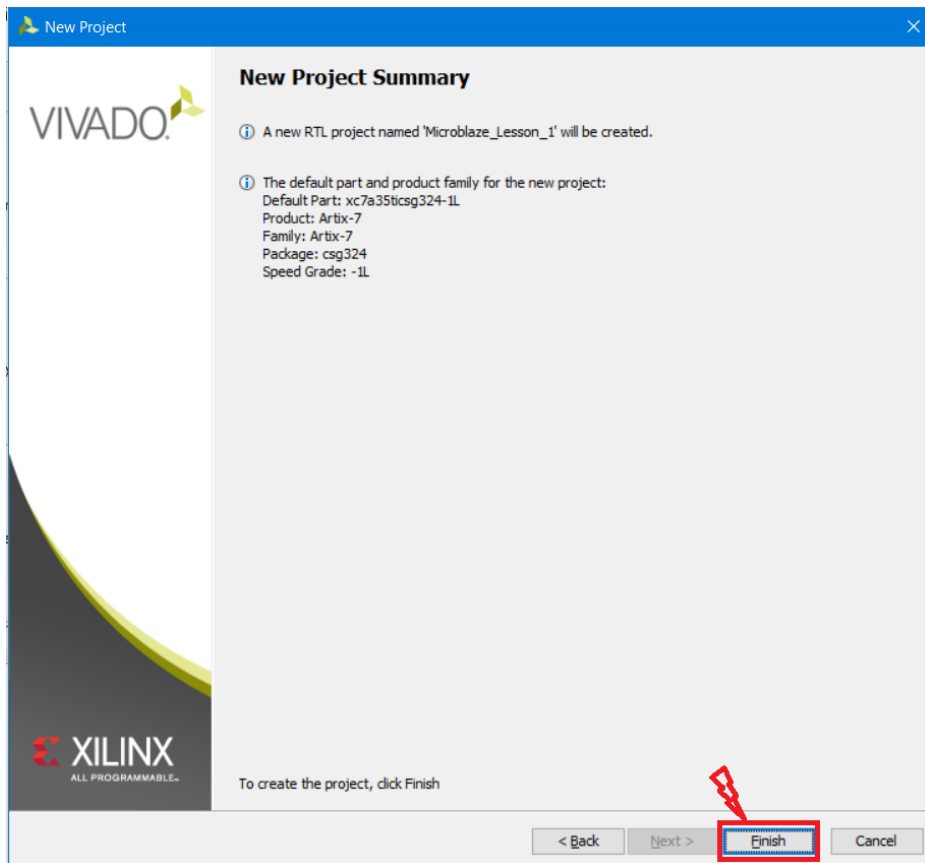 New Project
VIVADO.
New Project Summary
A new RTL project named 'Microblaze_Lesson_1' will be created.
The default part and product family for the new project:
Default Part: xc7a35ticsg324-1L
Product: Artix-7
Family: Artix-7
Package: csg324
Speed Grade: -1L
XILINX
ALL PROGRAMMABLE™
To create the project, click Finish
< Back Next > Finish Cancel